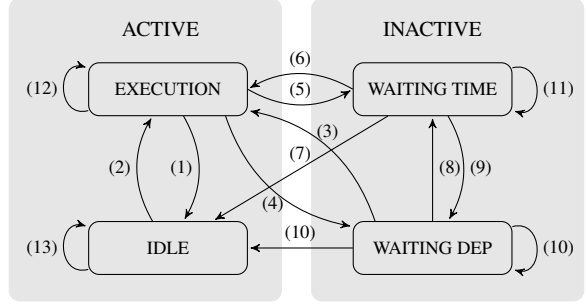 ACTIVE INACTIVE
(6)
(12) EXECUTION (5) WAITING TIME (11)
(3)
(7)
(2) (1) (8) (9)
(4)
(10)
(13) IDLE WAITING DEP (10)